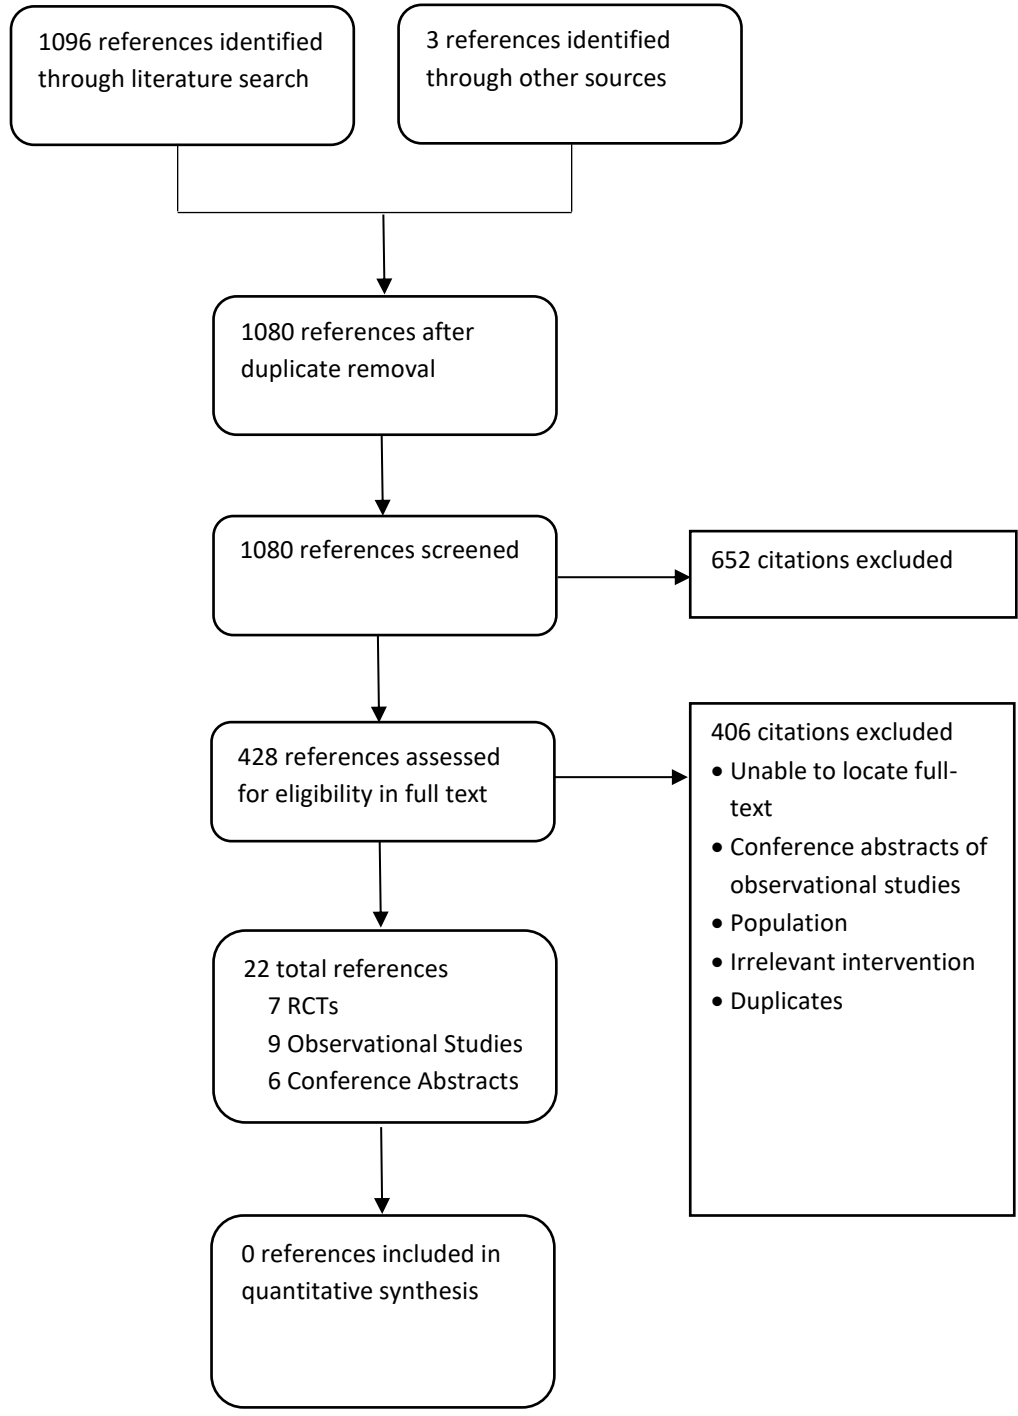 1096 references identified
through literature search
3 references identified
through other sources
1080 references after
duplicate removal
1080 references screened
652 citations excluded
428 references assessed
for eligibility in full text
406 citations excluded
• Unable to locate full-
text
• Conference abstracts of
observational studies
• Population
• Irrelevant intervention
• Duplicates
22 total references
7 RCTs
9 Observational Studies
6 Conference Abstracts
0 references included in
quantitative synthesis